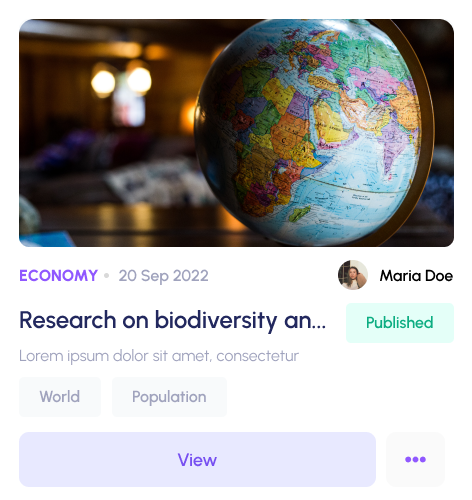 ECONOMY 20 Sep 2022 Maria Doe
Research on biodiversity an... Published
Lorem ipsum dolor sit amet, consectetur
World Population
View